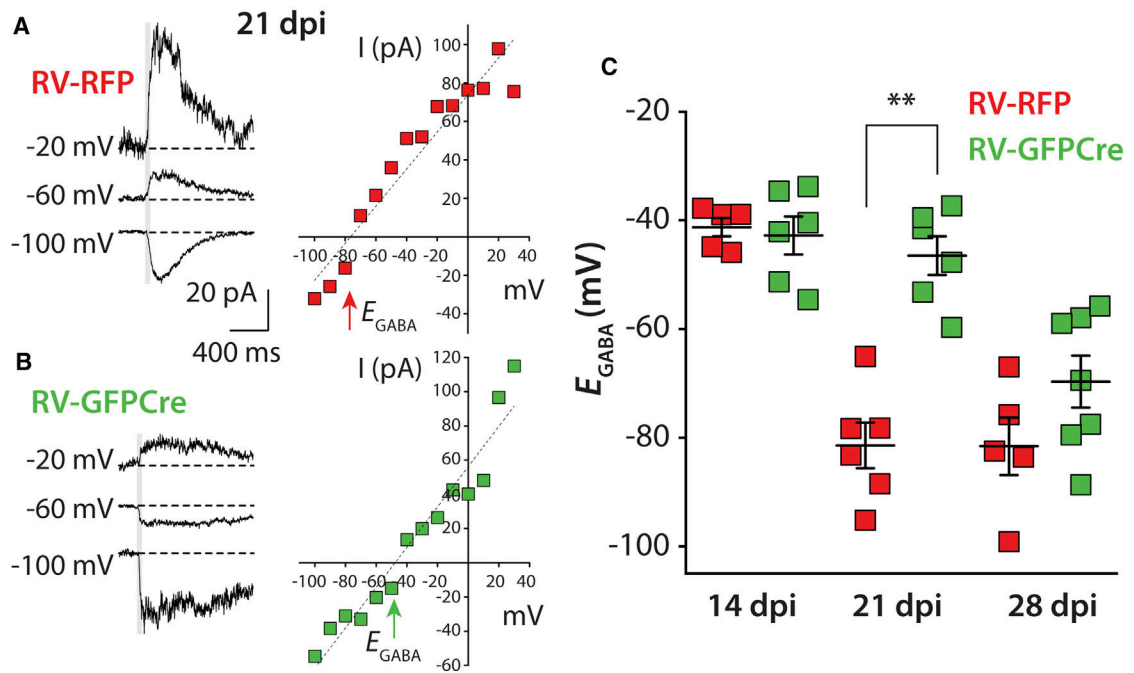 A
21 dpi
RV-RFP
-20 mV
-60 mV
-100 mV
20 pA
400 ms
I (pA)
100
80
60
40
20
-100 -80 -60 -40 -20 20 40
-20
-40
mV
EGABA
B
RV-GFPCre
-20 mV
-60 mV
-100 mV
I (pA)
120
100
80
60
40
20
-100 -80 -60 -40 -20 20 40
-20
-40
-60
mV
EGABA
C
RV-RFP
RV-GFPCre
**
EGABA (mV)
-20
-40
-60
-80
-100
14 dpi 21 dpi 28 dpi